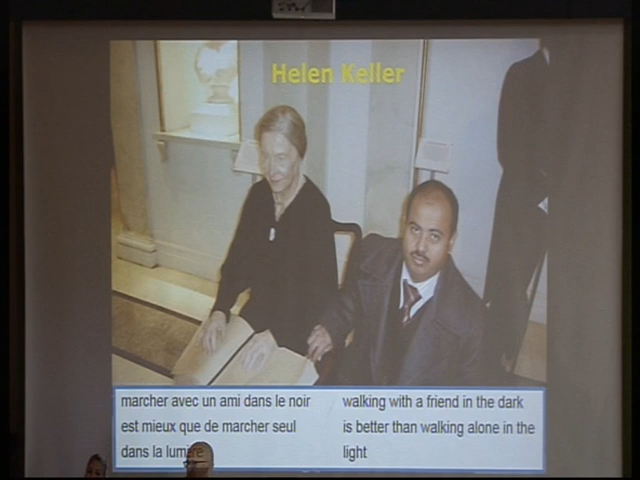 Helen Keller
marcher avec un ami dans le noir
est mieux que de marcher seul
dans la lumière
walking with a friend in the dark
is better than walking alone in the
light